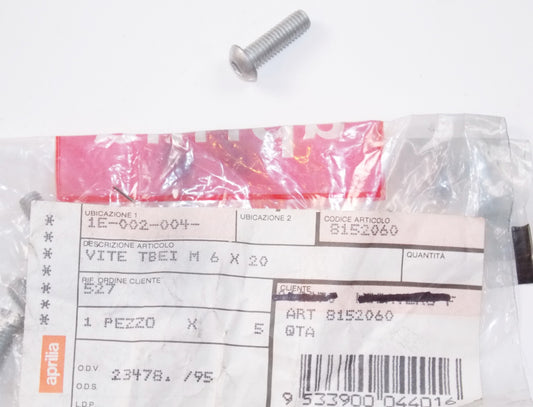 UBICAZIONE 1
1E-002-004-
UBICAZIONE 2
CODICE ARTICOLO
8152060
DESCRIZIONE ARTICOLO
VITE TBEI M 6 X 20
QUANTITÀ
RIF. ORDINE CLIENTE
527
CLIENTE
1 PEZZO X 5
ART 8152060
QTA
O.D.V. 23478. /95
O.D.S.
L.D.P.
9 533900 044016
********
aprilia